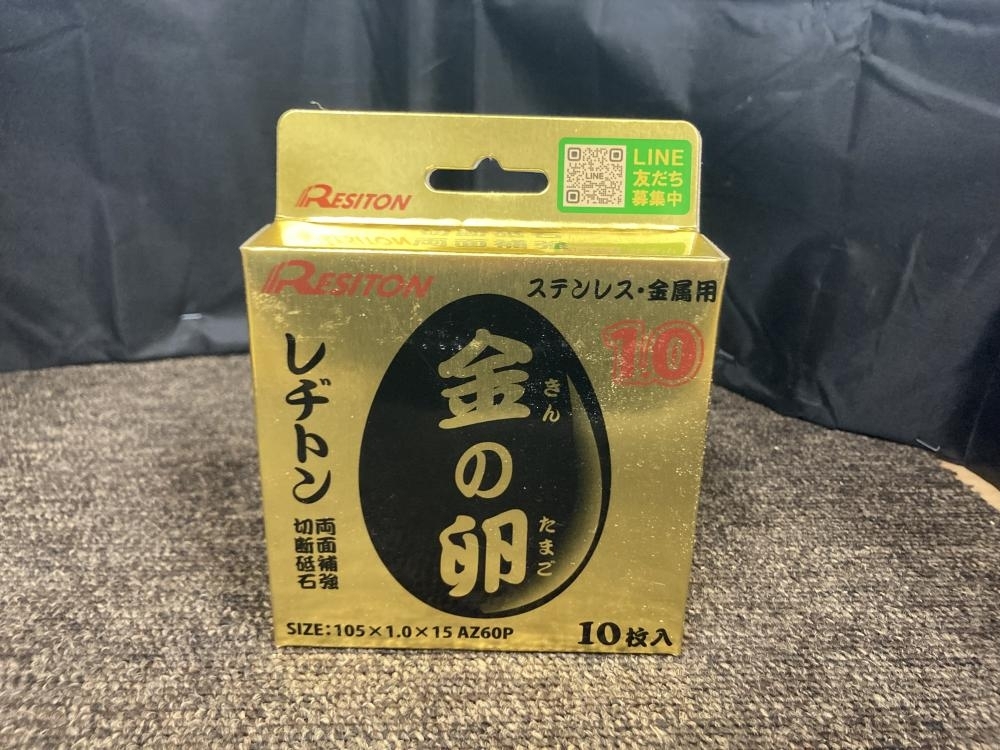 RESITON
LINE
友だち
募集中
LINE
RESITON
ステンレス・金属用
10
レヂトン
両面補強
切断砥石
金の卵
きん
たまご
SIZE:105×1.0×15 AZ60P
10枚入